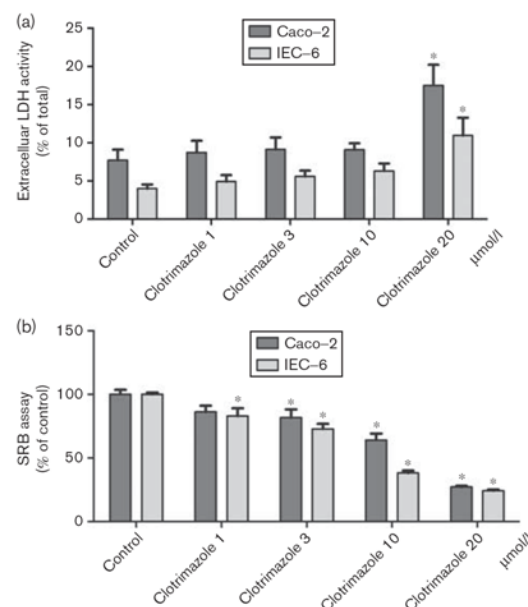 (a)
Caco–2
IEC–6
Extracelluar LDH activity
(% of total)
25
20
15
10
5
0
*
*
Control
Clotrimazole 1
Clotrimazole 3
Clotrimazole 10
Clotrimazole 20
μmol/l
(b)
Caco–2
IEC–6
SRB assay
(% of control)
150
100
50
0
*
*
*
*
*
*
*
Control
Clotrimazole 1
Clotrimazole 3
Clotrimazole 10
Clotrimazole 20
μmol/l